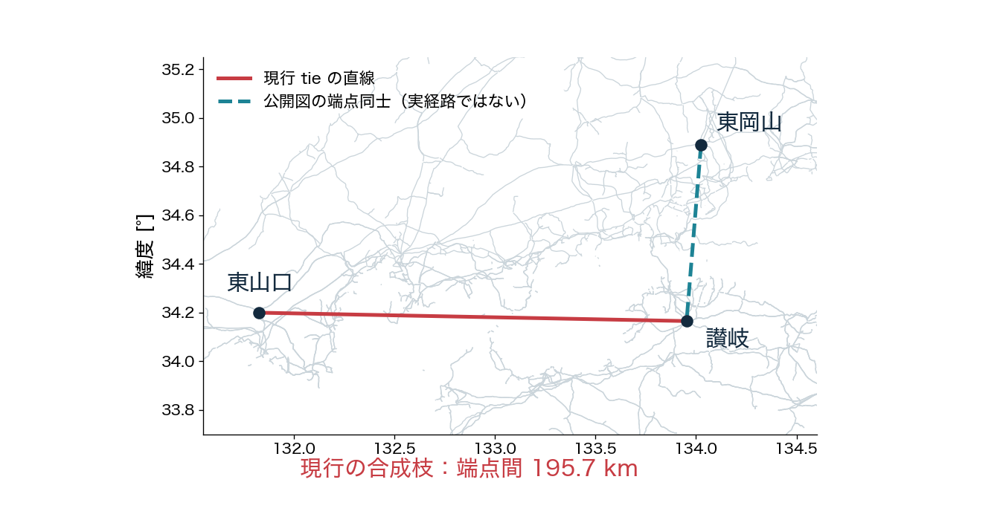 現行 tie の直線
公開図の端点同士（実経路ではない）
35.2
35.0
34.8
34.6
34.4
34.2
34.0
33.8
緯度 [°]
東岡山
東山口
讃岐
132.0
132.5
133.0
133.5
134.0
134.5
現行の合成枝：端点間 195.7 km